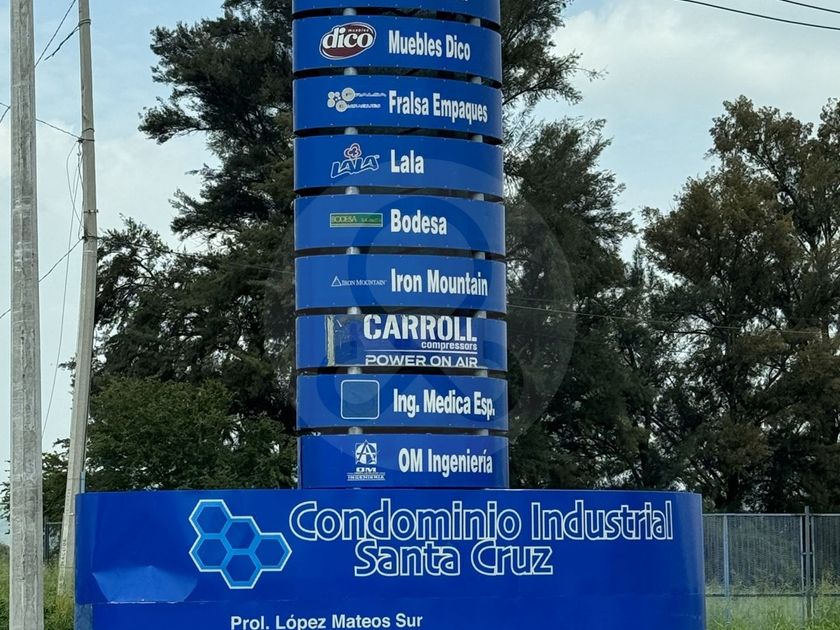 dico Muebles Dico
Fralsa Empaques
LALA Lala
BODESA Bodesa
IRON MOUNTAIN Iron Mountain
CARROLL
compressors
POWER ON AIR
Ing. Medica Esp.
OM Ingeniería
OM
INGENIERIA
Condominio Industrial
Santa Cruz
Prol. López Mateos Sur